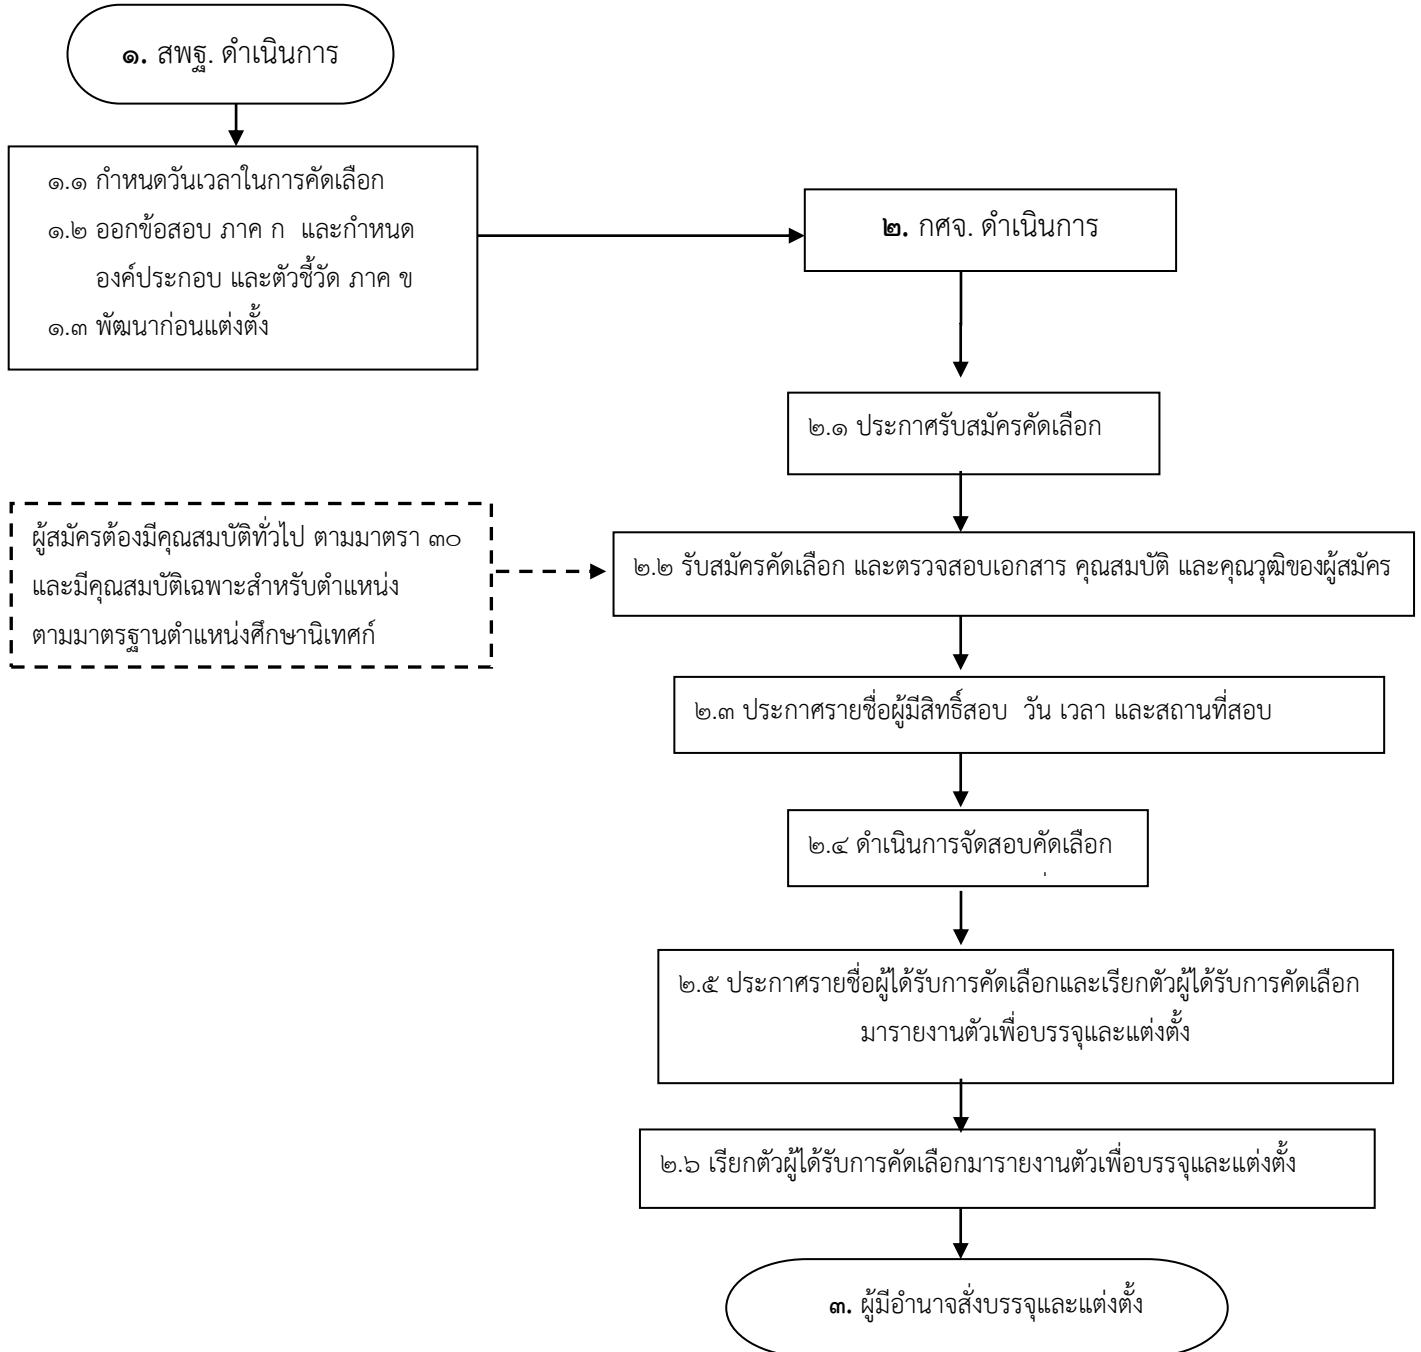 ๑. สพฐ. ดำเนินการ
๑.๑ กำหนดวันเวลาในการคัดเลือก
๑.๒ ออกข้อสอบ ภาค ก และกำหนด
องค์ประกอบ และตัวชี้วัด ภาค ข
๑.๓ พัฒนาก่อนแต่งตั้ง
๒. กศจ. ดำเนินการ
๒.๑ ประกาศรับสมัครคัดเลือก
ผู้สมัครต้องมีคุณสมบัติทั่วไป ตามมาตรา ๓๐
และมีคุณสมบัติเฉพาะสำหรับตำแหน่ง
ตามมาตรฐานตำแหน่งศึกษานิเทศก์
๒.๒ รับสมัครคัดเลือก และตรวจสอบเอกสาร คุณสมบัติ และคุณวุฒิของผู้สมัคร
๒.๓ ประกาศรายชื่อผู้มีสิทธิ์สอบ วัน เวลา และสถานที่สอบ
๒.๔ ดำเนินการจัดสอบคัดเลือก
๒.๕ ประกาศรายชื่อผู้ได้รับการคัดเลือกและเรียกตัวผู้ได้รับการคัดเลือก
มารายงานตัวเพื่อบรรจุและแต่งตั้ง
๒.๖ เรียกตัวผู้ได้รับการคัดเลือกมารายงานตัวเพื่อบรรจุและแต่งตั้ง
๓. ผู้มีอำนาจสั่งบรรจุและแต่งตั้ง